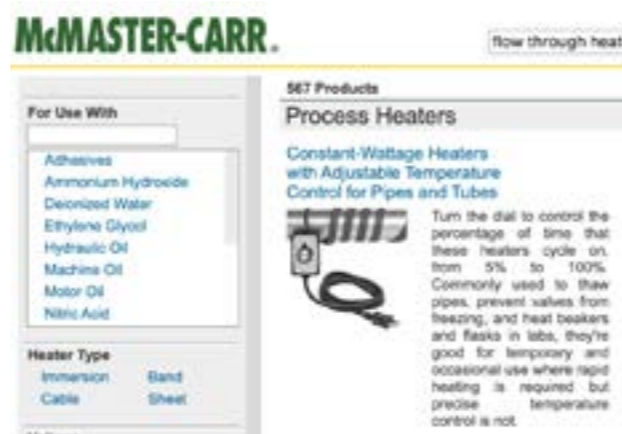 McMASTER-CARR.
flow through heat
For Use With
Adhesives
Ammonium Hydroxide
Deionized Water
Ethylene Glycol
Hydraulic Oil
Machine Oil
Motor Oil
Nitric Acid
Heater Type
Immersion Band
Cable Sheet
567 Products
Process Heaters
Constant-Wattage Heaters
with Adjustable Temperature
Control for Pipes and Tubes
Turn the dial to control the
percentage of time that
these heaters cycle on,
from 5% to 100%.
Commonly used to thaw
pipes, prevent valves from
freezing, and heat beakers
and flasks in labs, they're
good for temporary and
occasional use where rapid
heating is required but
precise temperature
control is not.